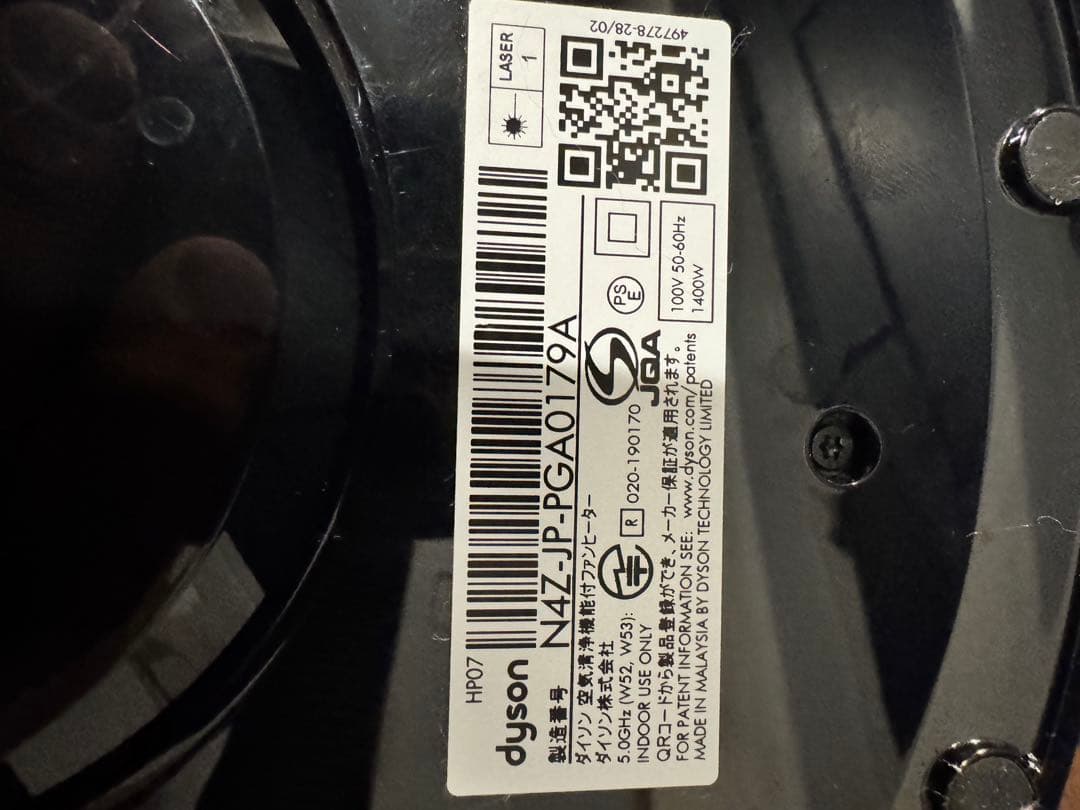 HP07
dyson
製造番号 N4Z-JP-PGA0179A
ダイソン 空気清浄機能付ファンヒーター
ダイソン株式会社
5.0GHz (W52, W53):
INDOOR USE ONLY
R 020-190170
JQA
PS
E
100V 50-60Hz
1400W
QRコードから製品登録ができ、メーカー保証が適用されます。
FOR PATENT INFORMATION SEE: www.dyson.com/patents
MADE IN MALAYSIA BY DYSON TECHNOLOGY LIMITED
LASER
1
497278-28/02